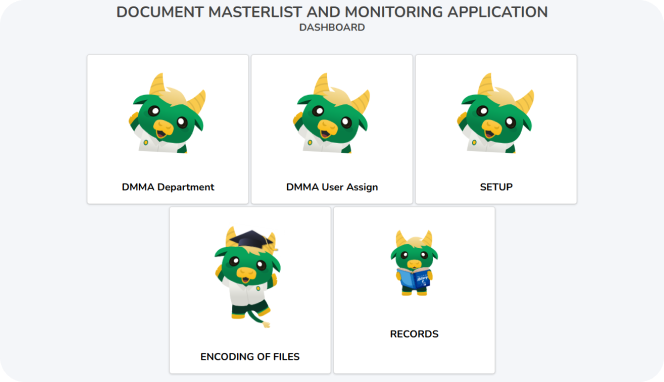 DOCUMENT MASTERLIST AND MONITORING APPLICATION
DASHBOARD
DMMA Department
DMMA User Assign
SETUP
ENCODING OF FILES
RECORDS